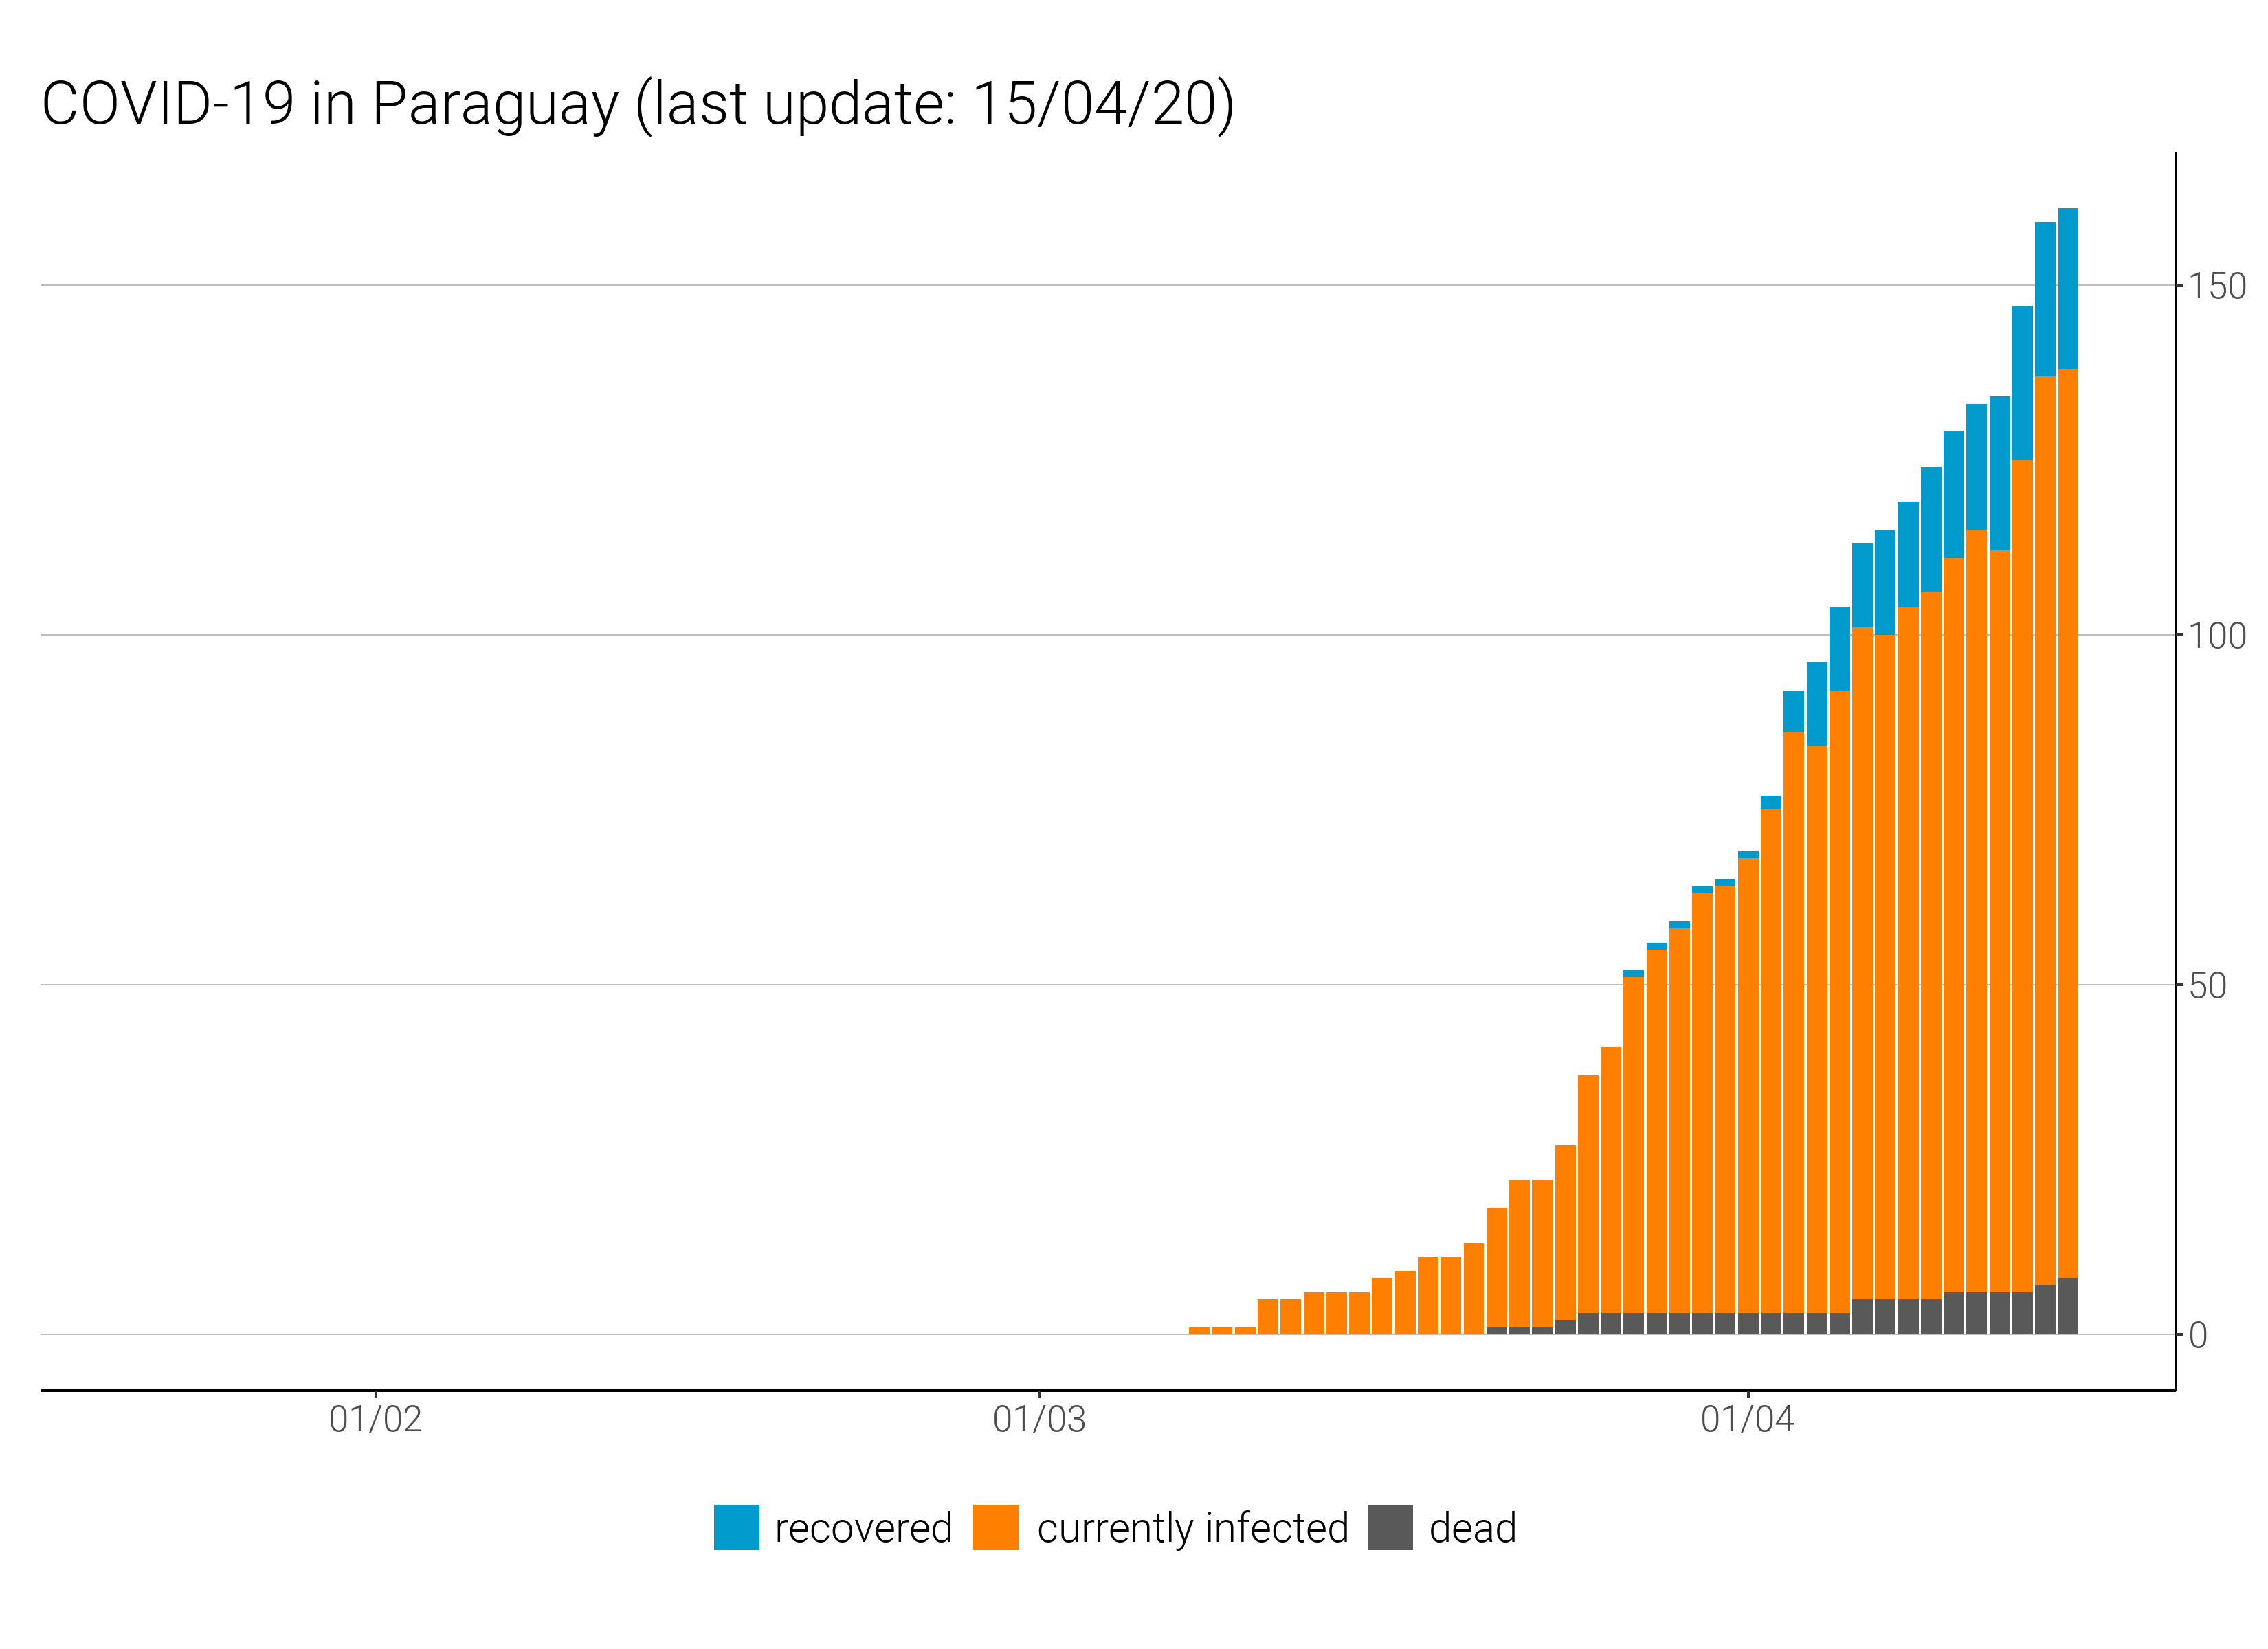 COVID-19 in Paraguay (last update: 15/04/20)
150
100
50
0
01/02 01/03 01/04
recovered currently infected dead